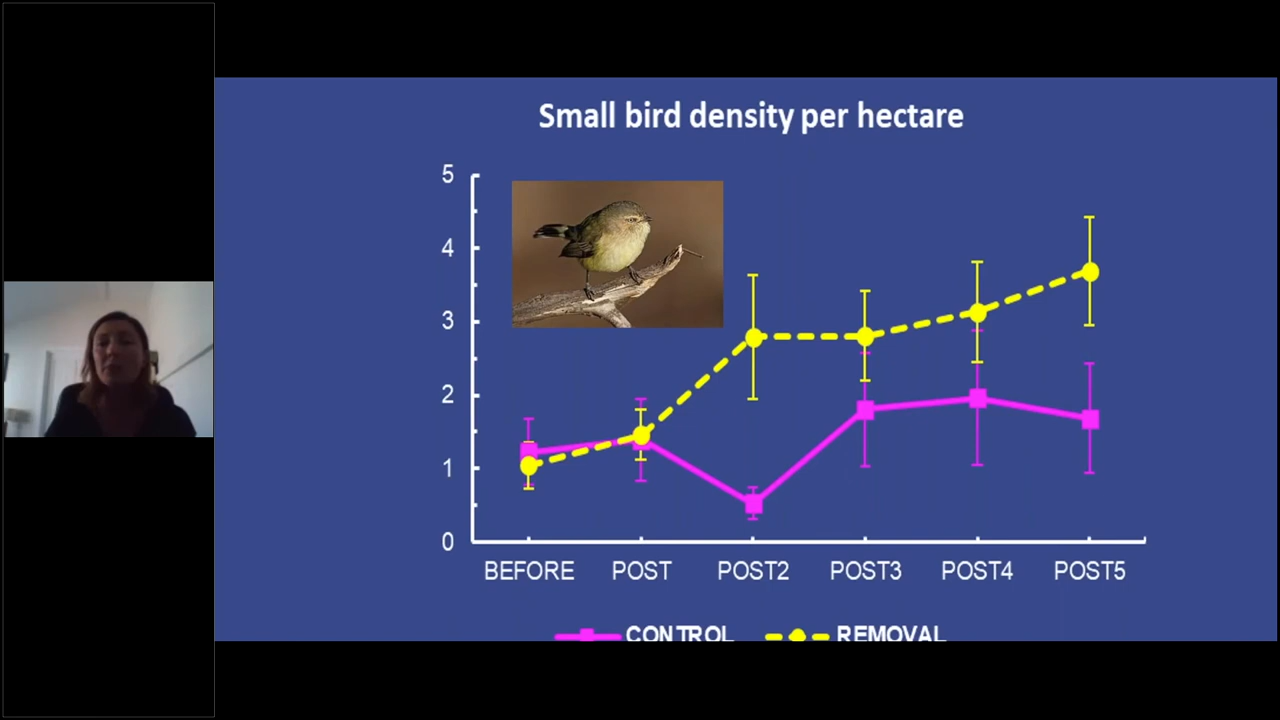 Small bird density per hectare
5
4
3
2
1
0
BEFORE POST POST2 POST3 POST4 POST5
CONTROL REMOVAL